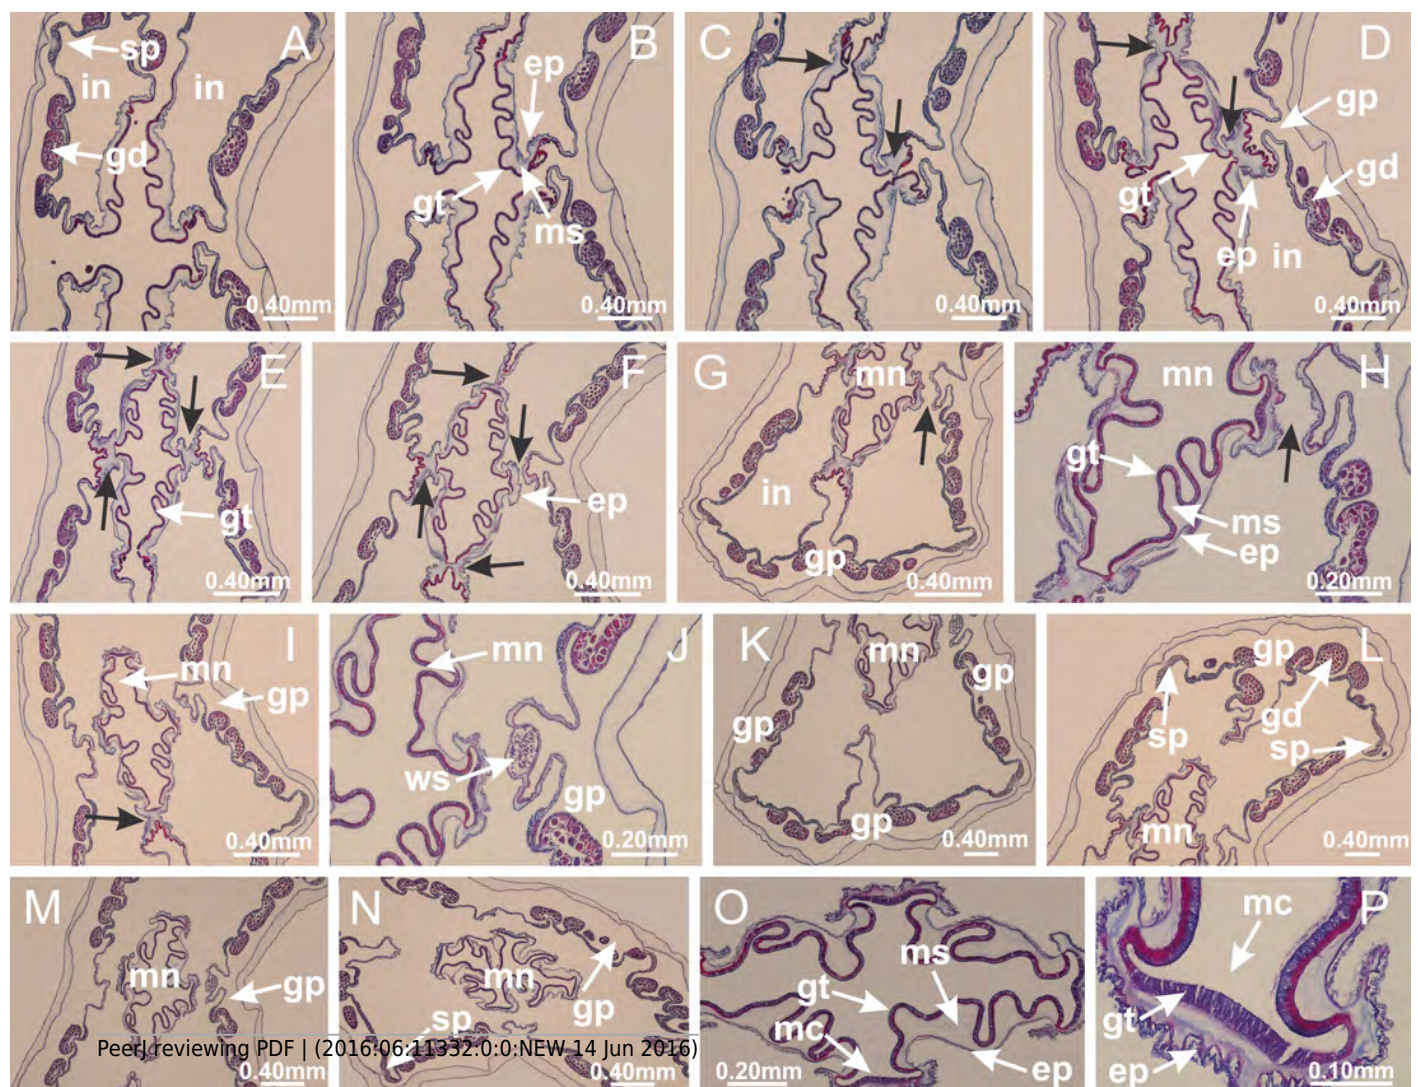 A
sp
in
in
gd
0.40mm
B
ep
gt
ms
0.40mm
C
0.40mm
D
gp
gt
gd
ep
in
0.40mm
E
gt
0.40mm
F
ep
0.40mm
G
mn
in
gp
0.40mm
H
mn
gt
ms
ep
0.20mm
I
mn
gp
0.40mm
J
mn
ws
gp
0.20mm
K
mn
gp
gp
gp
0.40mm
L
gp
sp
gd
sp
mn
0.40mm
M
mn
gp
0.40mm
N
mn
gp
sp
0.40mm
O
ms
gt
mc
ep
0.20mm
P
mc
gt
ep
0.10mm
PeerJ reviewing PDF | (2016:06:11332:0:0:NEW 14 Jun 2016)